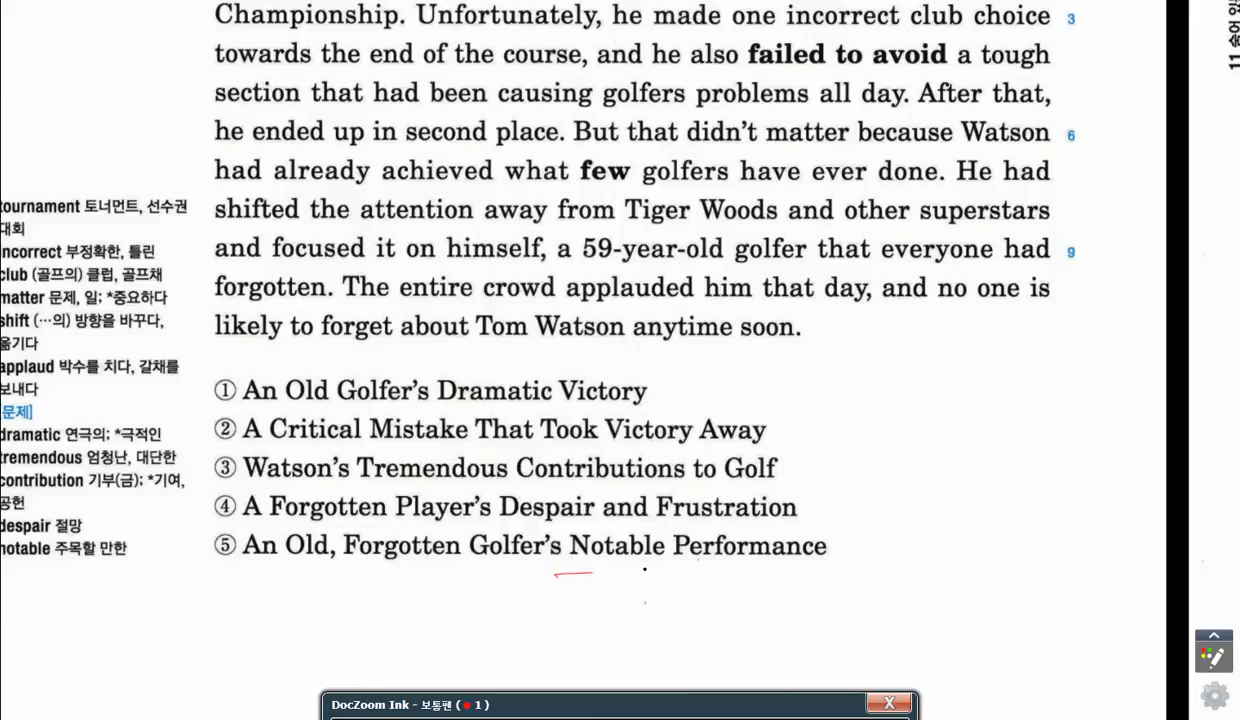 Championship. Unfortunately, he made one incorrect club choice 3
towards the end of the course, and he also failed to avoid a tough
section that had been causing golfers problems all day. After that,
he ended up in second place. But that didn't matter because Watson 6
had already achieved what few golfers have ever done. He had
shifted the attention away from Tiger Woods and other superstars
and focused it on himself, a 59-year-old golfer that everyone had 9
forgotten. The entire crowd applauded him that day, and no one is
likely to forget about Tom Watson anytime soon.
① An Old Golfer's Dramatic Victory
② A Critical Mistake That Took Victory Away
③ Watson's Tremendous Contributions to Golf
④ A Forgotten Player's Despair and Frustration
⑤ An Old, Forgotten Golfer's Notable Performance
tournament 토너먼트, 선수권
대회
incorrect 부정확한, 틀린
club (골프의) 클럽, 골프채
matter 문제, 일; *중요하다
shift (…의) 방향을 바꾸다,
옮기다
applaud 박수를 치다, 갈채를
보내다
[문제]
dramatic 연극의; *극적인
tremendous 엄청난, 대단한
contribution 기부(금); *기여,
공헌
despair 절망
notable 주목할 만한
11 숭어
DocZoom Ink - 보통펜 ( 1 )
X